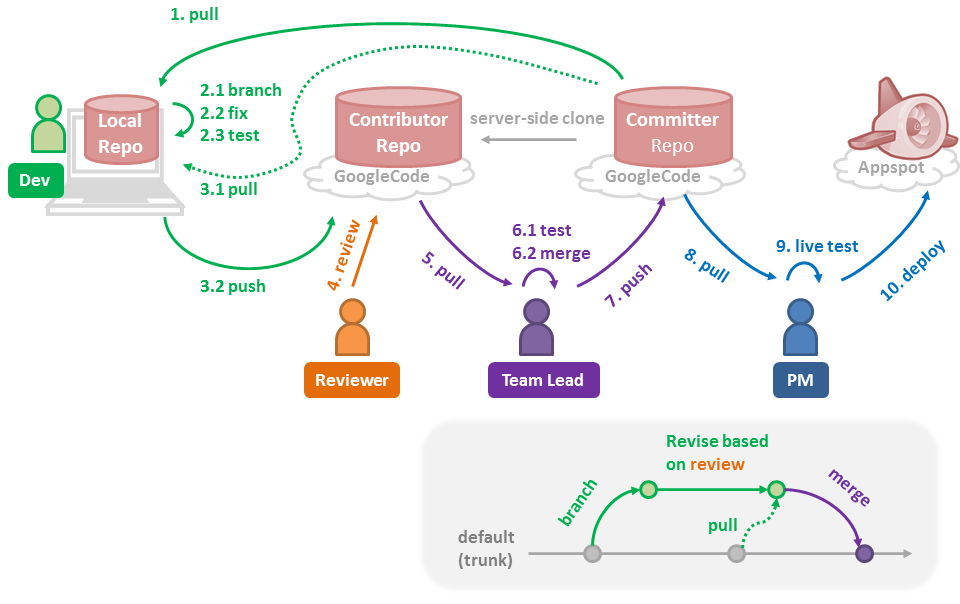 1. pull
2.1 branch
2.2 fix
2.3 test
Local
Repo
Contributor
Repo
GoogleCode
server-side clone
Committer
Repo
GoogleCode
Appspot
Dev
3.1 pull
3.2 push
4. review
5. pull
6.1 test
6.2 merge
7. push
8. pull
9. live test
10. deploy
Reviewer
Team Lead
PM
Revise based
on review
branch
pull
merge
default
(trunk)